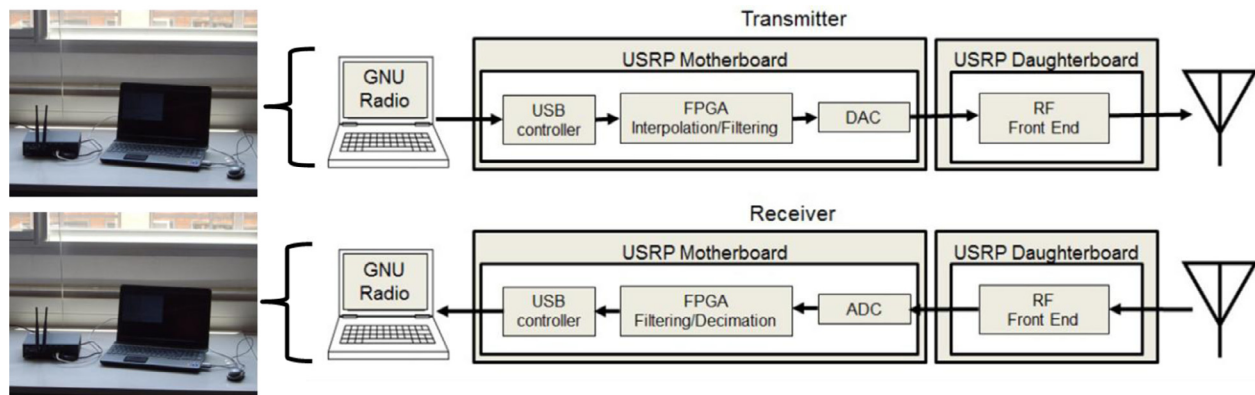 Transmitter
USRP Motherboard
USRP Daughterboard
GNU
Radio
USB
controller
FPGA
Interpolation/Filtering
DAC
RF
Front End
Receiver
USRP Motherboard
USRP Daughterboard
GNU
Radio
USB
controller
FPGA
Filtering/Decimation
ADC
RF
Front End